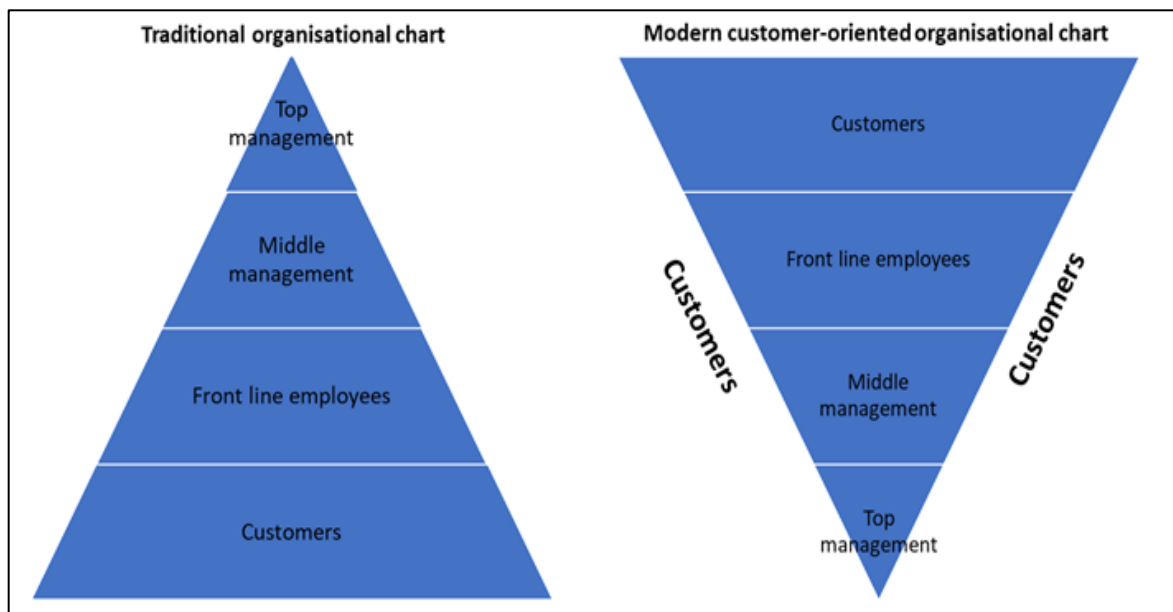 Traditional organisational chart
Top
management
Middle
management
Front line employees
Customers
Modern customer-oriented organisational chart
Customers
Front line employees
Middle
management
Top
management
Customers
Customers